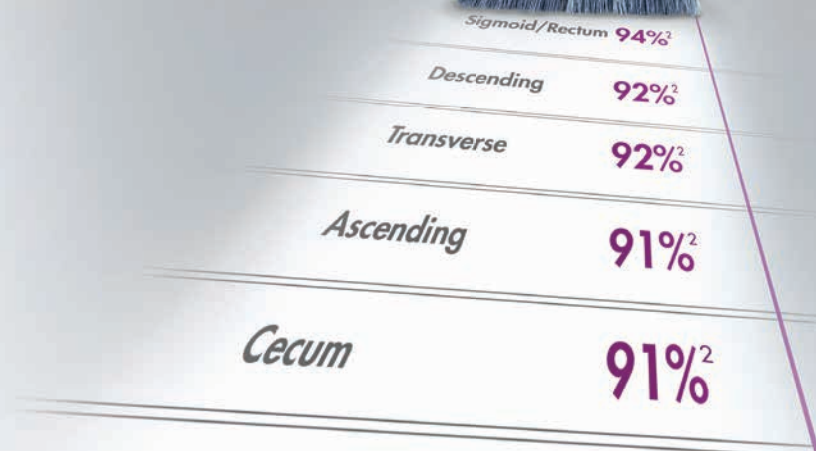 Sigmoid/Rectum 94%²
Descending 92%²
Transverse 92%²
Ascending 91%²
Cecum 91%²